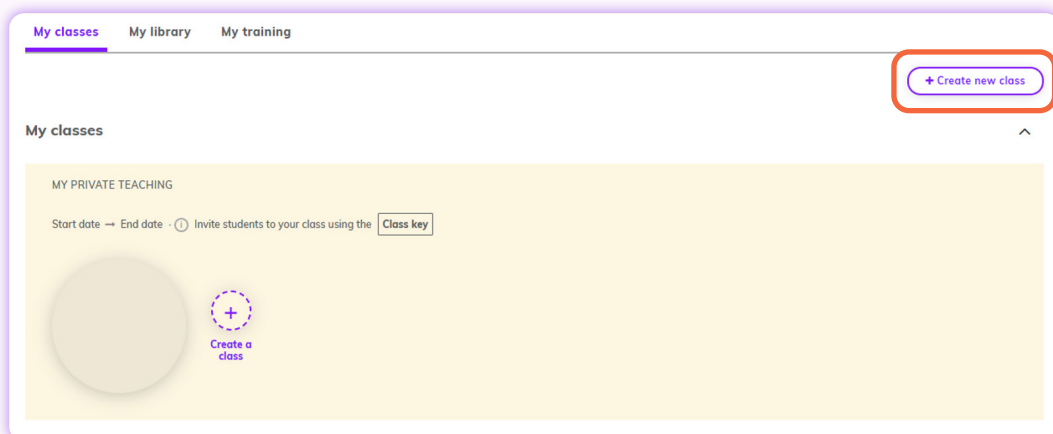 My classes My library My training
+ Create new class
My classes
MY PRIVATE TEACHING
Start date → End date · ⓘ Invite students to your class using the Class key
+
Create a
class